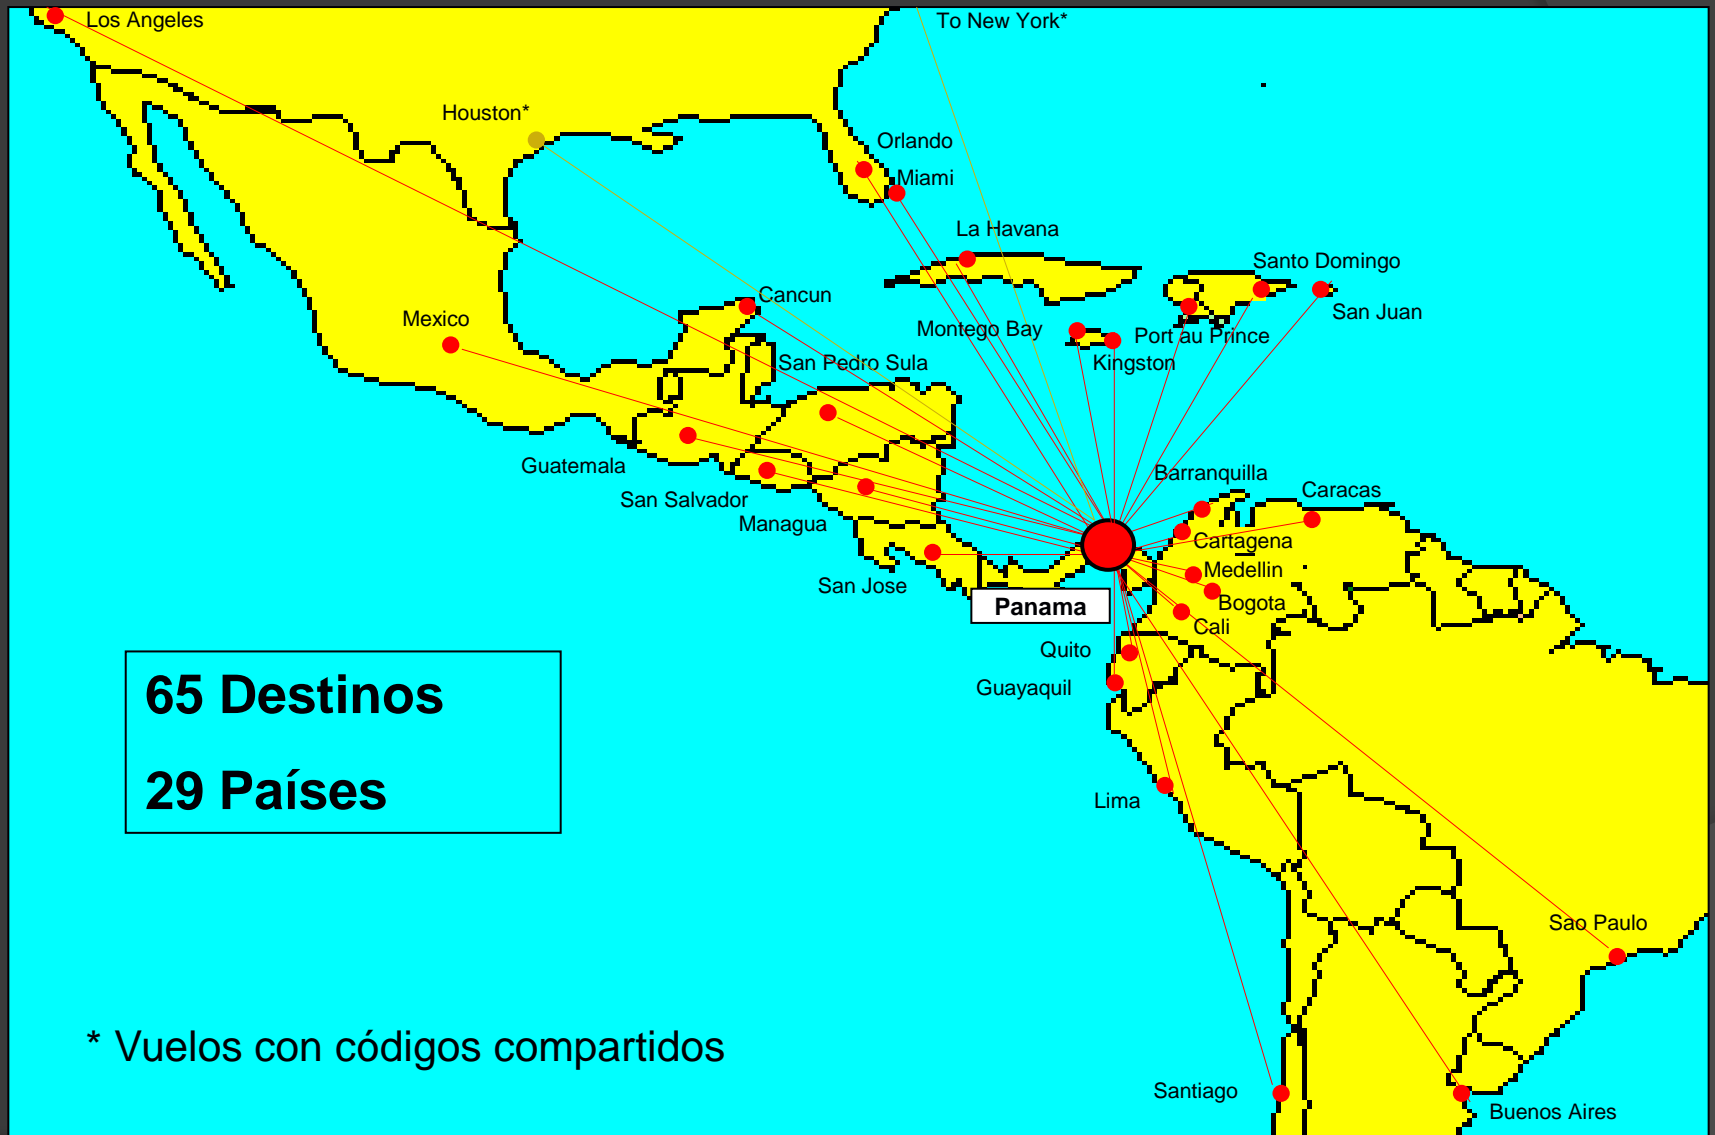 Los Angeles
To New York*
Houston*
Orlando
Miami
La Havana
Santo Domingo
Cancun
San Juan
Mexico
Montego Bay
Port au Prince
San Pedro Sula
Kingston
Guatemala
Barranquilla
San Salvador
Caracas
Managua
Cartagena
San Jose
Medellin
Panama
Bogota
Cali
Quito
Guayaquil
65 Destinos
29 Países
Lima
Sao Paulo
* Vuelos con códigos compartidos
Santiago
Buenos Aires